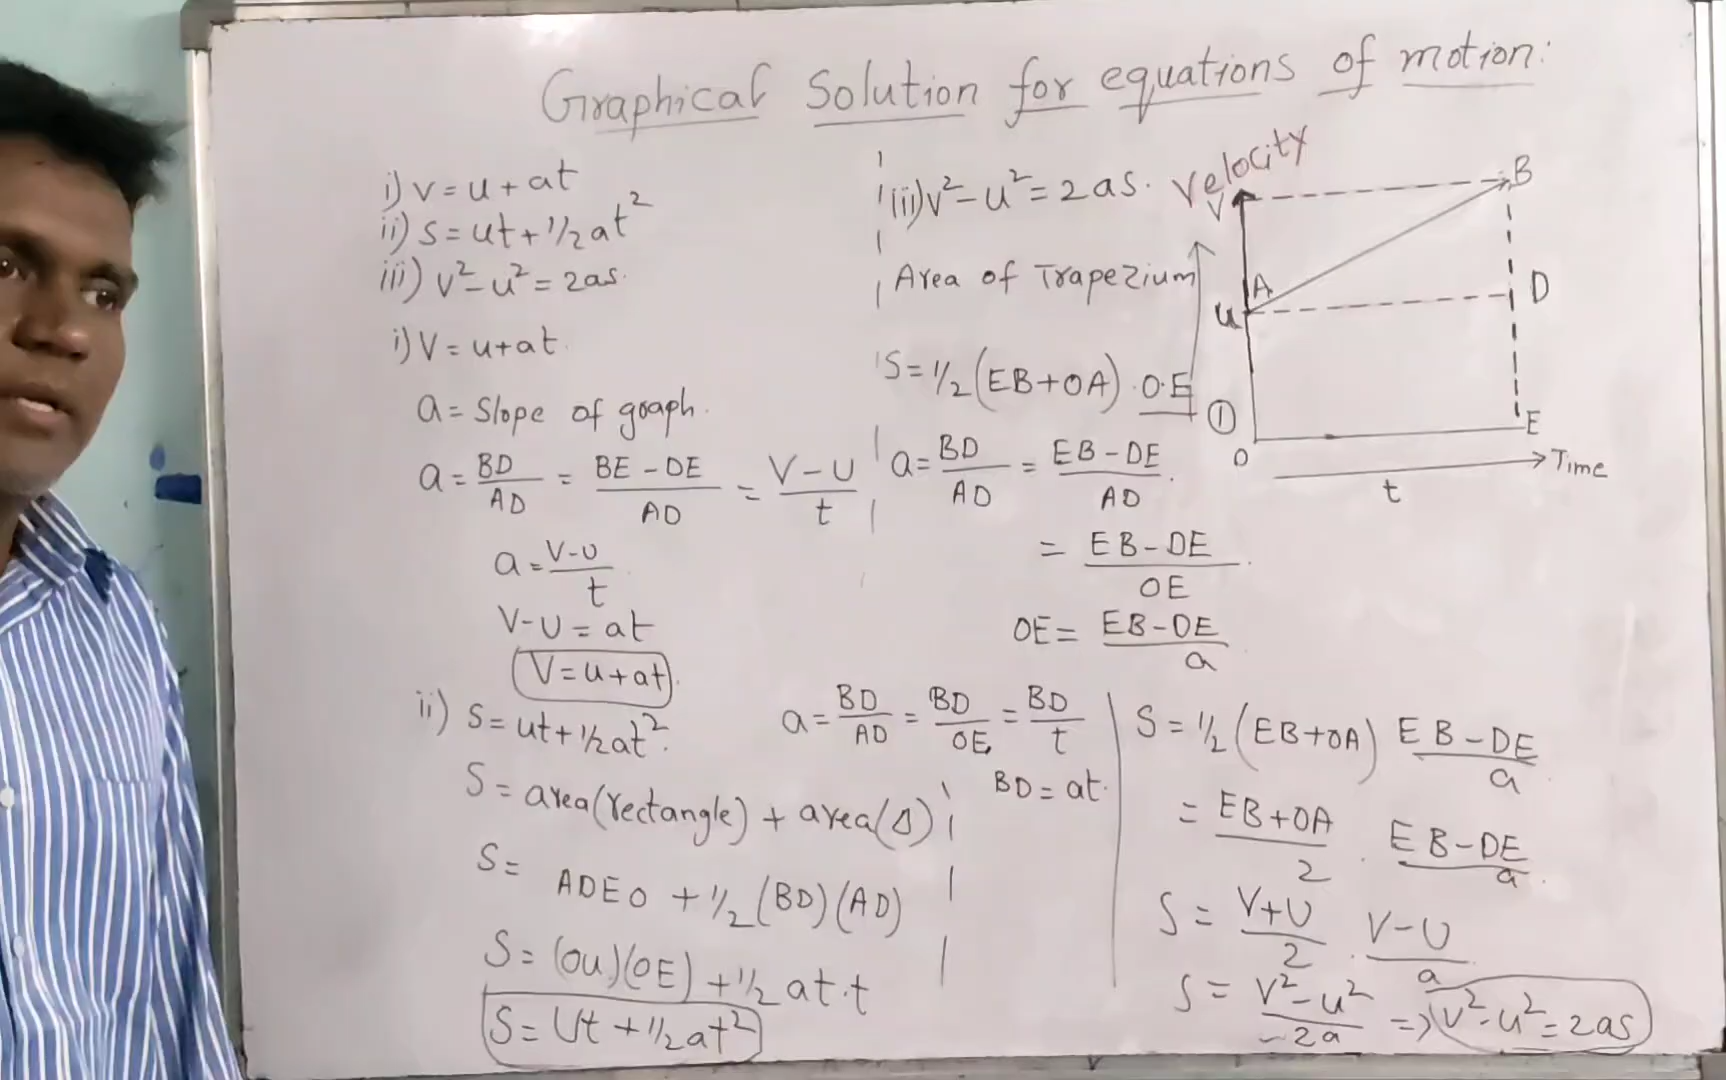 Graphical Solution for equations of motion:
i) v = u + at
ii) s = ut + 1/2 at²
iii) v² - u² = 2as.
i) V = u + at.
a = Slope of graph.
a = BD/AD = BE - DE/AD = V - U/t
a = V-U/t
V-U = at
V = u + at.
ii) S = ut + 1/2 at².
S = area(rectangle) + area(Δ)
S = ADEO + 1/2 (BD)(AD)
S = (OU)(OE) + 1/2 at.t
S = Ut + 1/2 at²
a = BD/AD = BD/OE = BD/t
BD = at.
iii) v² - u² = 2as.
Area of Trapezium
S = 1/2 (EB + OA) . O.E ①
a = BD/AD = EB - DE/AD.
= EB - DE/OE.
OE = EB - DE/a
S = 1/2 (EB + OA) EB - DE/a
= EB + OA/2 . EB - DE/a.
S = V + U/2 . V - U/a
S = v² - u²/2a => v² - u² = 2as
Velocity
V
B
A
U
D
E
O
Time
t